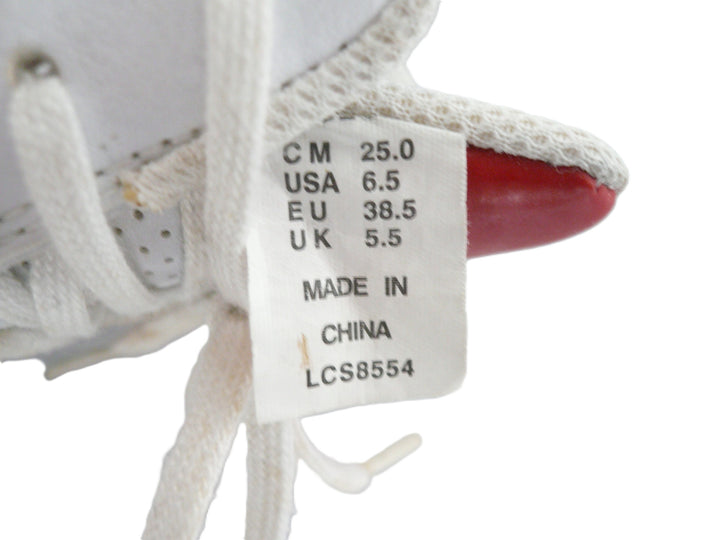 CM 25.0
USA 6.5
EU 38.5
UK 5.5
MADE IN
CHINA
LCS8554